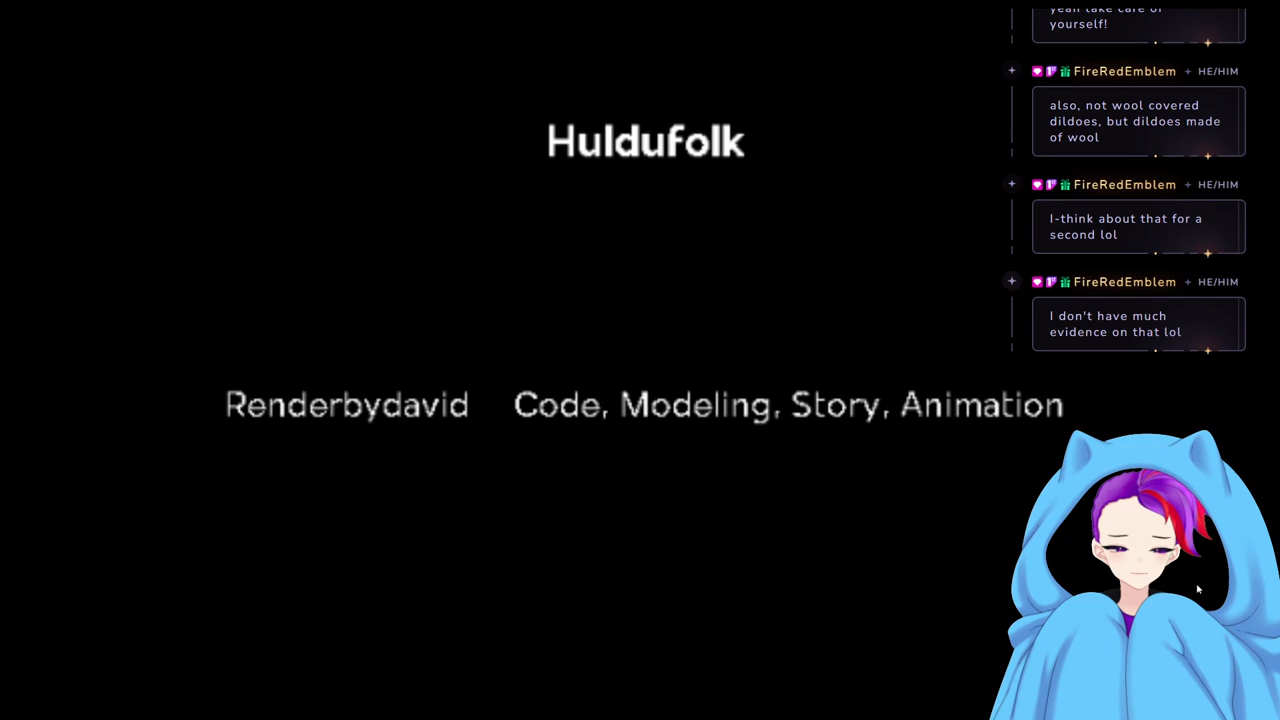 Huldufolk
Renderbydavid Code, Modeling, Story, Animation
yeah take care of
yourself!
FireRedEmblem HE/HIM
also, not wool covered
dildoes, but dildoes made
of wool
FireRedEmblem HE/HIM
I-think about that for a
second lol
FireRedEmblem HE/HIM
I don't have much
evidence on that lol